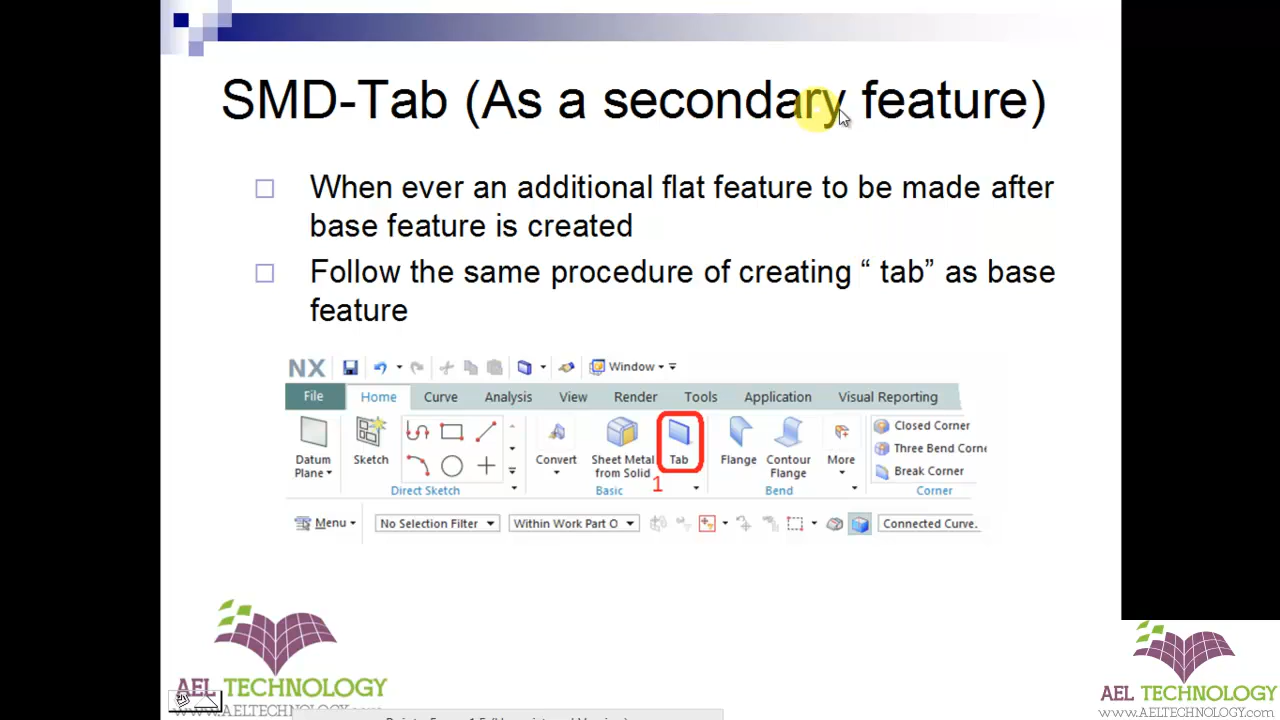 SMD-Tab (As a secondary feature)
When ever an additional flat feature to be made after
base feature is created
Follow the same procedure of creating “ tab” as base
feature
NX Window
File Home Curve Analysis View Render Tools Application Visual Reporting
Datum Plane
Sketch
Direct Sketch
Convert
Sheet Metal
from Solid
Tab
1
Basic
Flange
Contour
Flange
More
Bend
Closed Corner
Three Bend Corne
Break Corner
Corner
Menu No Selection Filter Within Work Part O Connected Curve.
AEL TECHNOLOGY
www.AELTECHNOLOGY.com
AEL TECHNOLOGY
www.AELTECHNOLOGY.com